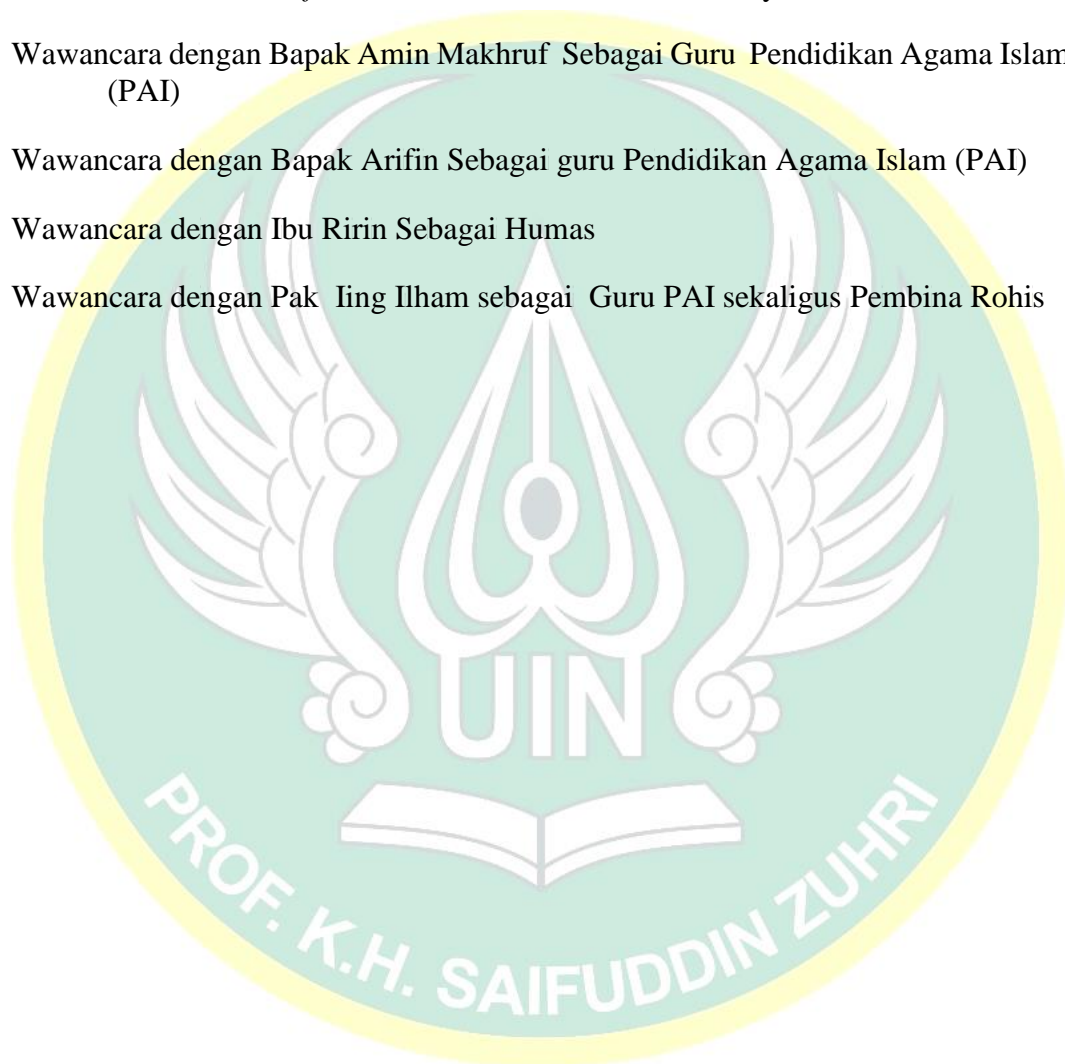 Wawancara dengan Bapak Amin Makhruf Sebagai Guru Pendidikan Agama Islam
(PAI)
Wawancara dengan Bapak Arifin Sebagai guru Pendidikan Agama Islam (PAI)
Wawancara dengan Ibu Ririn Sebagai Humas
Wawancara dengan Pak Iing Ilham sebagai Guru PAI sekaligus Pembina Rohis
UIN
PROF. K.H. SAIFUDDIN ZUHRI